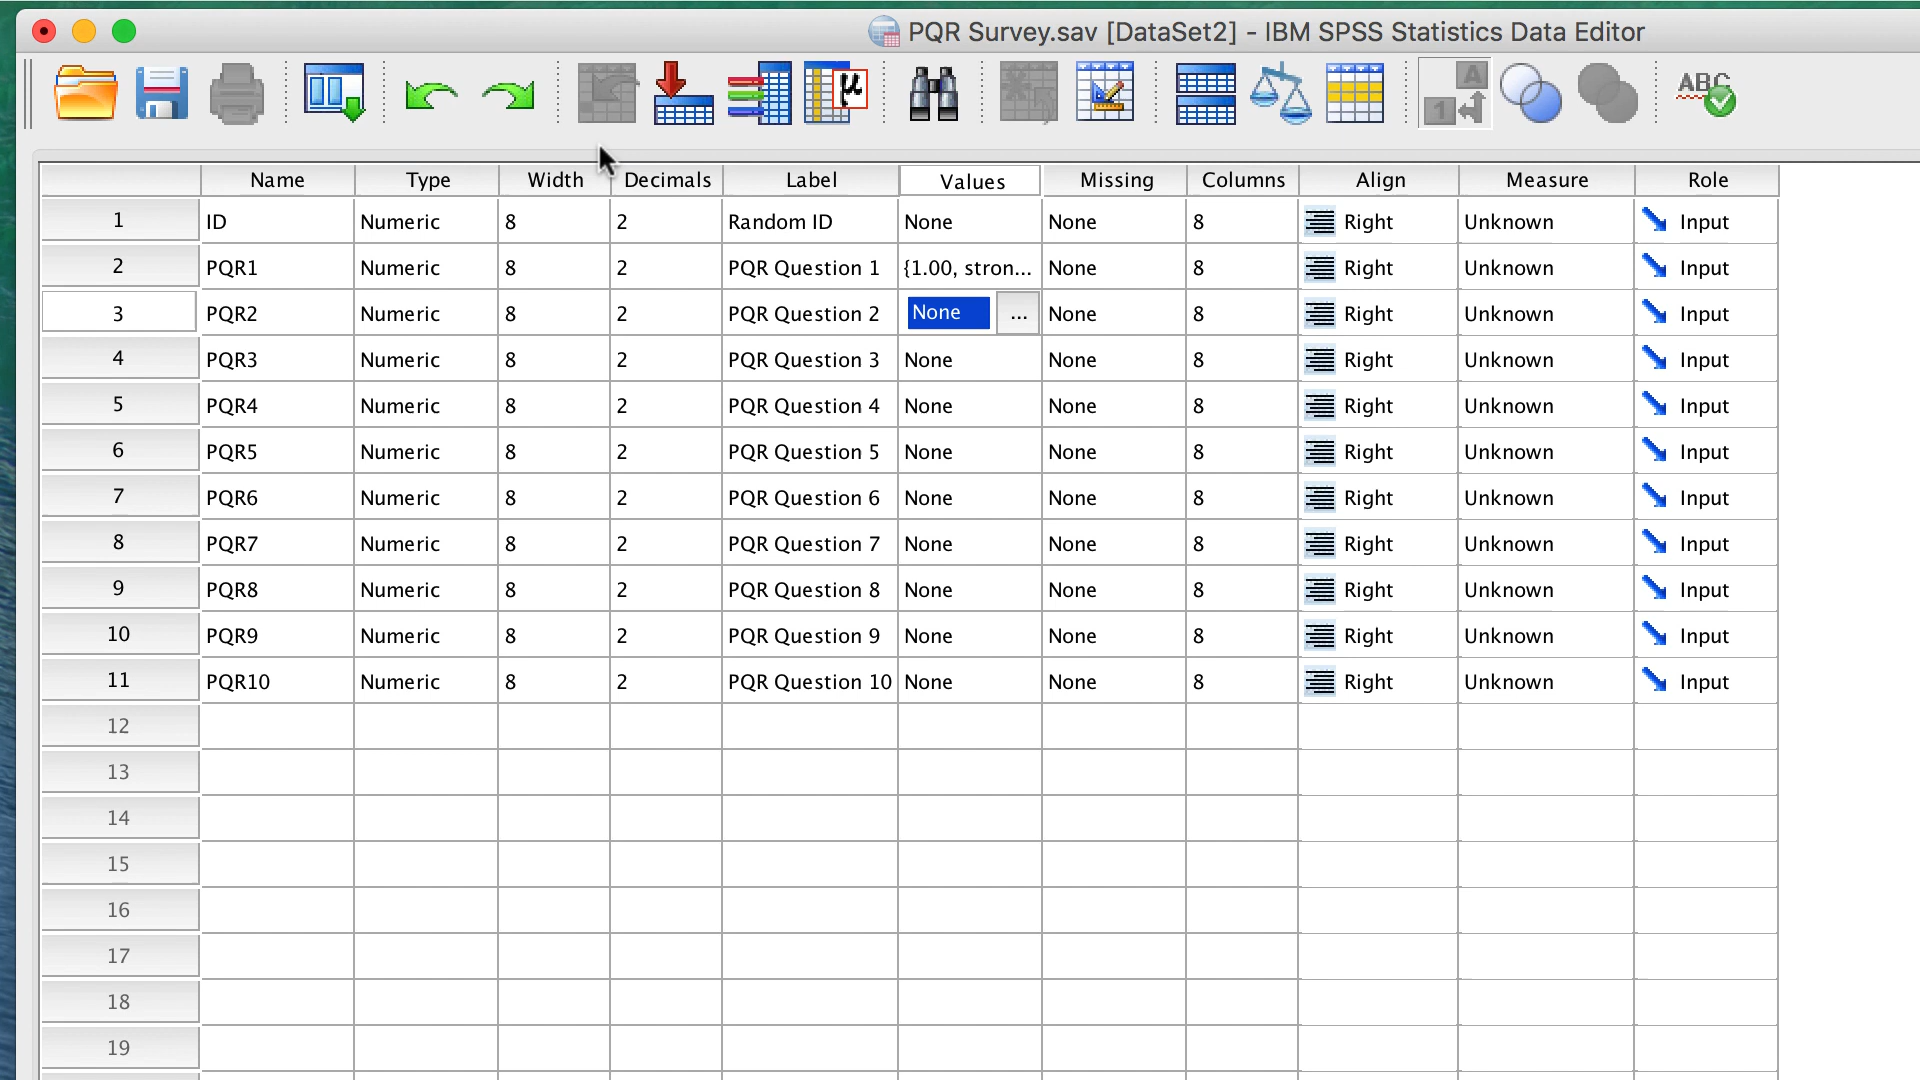 PQR Survey.sav [DataSet2] - IBM SPSS Statistics Data Editor
μ A 1 ABC
Name Type Width Decimals Label Values Missing Columns Align Measure Role
1 ID Numeric 8 2 Random ID None None 8 Right Unknown Input
2 PQR1 Numeric 8 2 PQR Question 1 {1.00, stron... None 8 Right Unknown Input
3 PQR2 Numeric 8 2 PQR Question 2 None ... None 8 Right Unknown Input
4 PQR3 Numeric 8 2 PQR Question 3 None None 8 Right Unknown Input
5 PQR4 Numeric 8 2 PQR Question 4 None None 8 Right Unknown Input
6 PQR5 Numeric 8 2 PQR Question 5 None None 8 Right Unknown Input
7 PQR6 Numeric 8 2 PQR Question 6 None None 8 Right Unknown Input
8 PQR7 Numeric 8 2 PQR Question 7 None None 8 Right Unknown Input
9 PQR8 Numeric 8 2 PQR Question 8 None None 8 Right Unknown Input
10 PQR9 Numeric 8 2 PQR Question 9 None None 8 Right Unknown Input
11 PQR10 Numeric 8 2 PQR Question 10 None None 8 Right Unknown Input
12
13
14
15
16
17
18
19